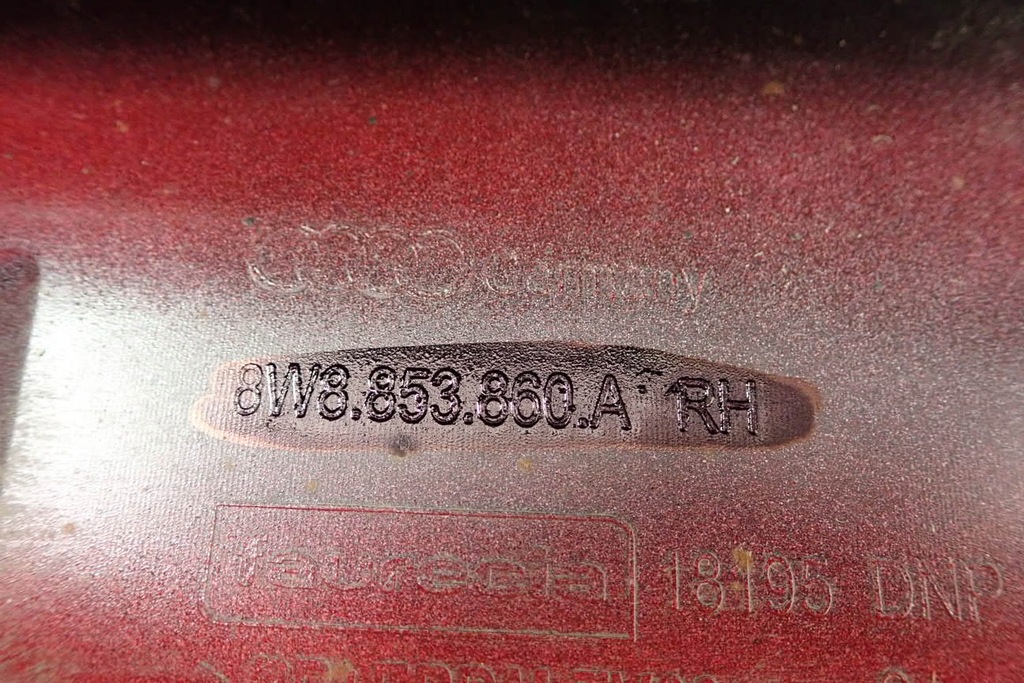 Germany
8W8.853.860.A RH
faurecia
18195 DNP